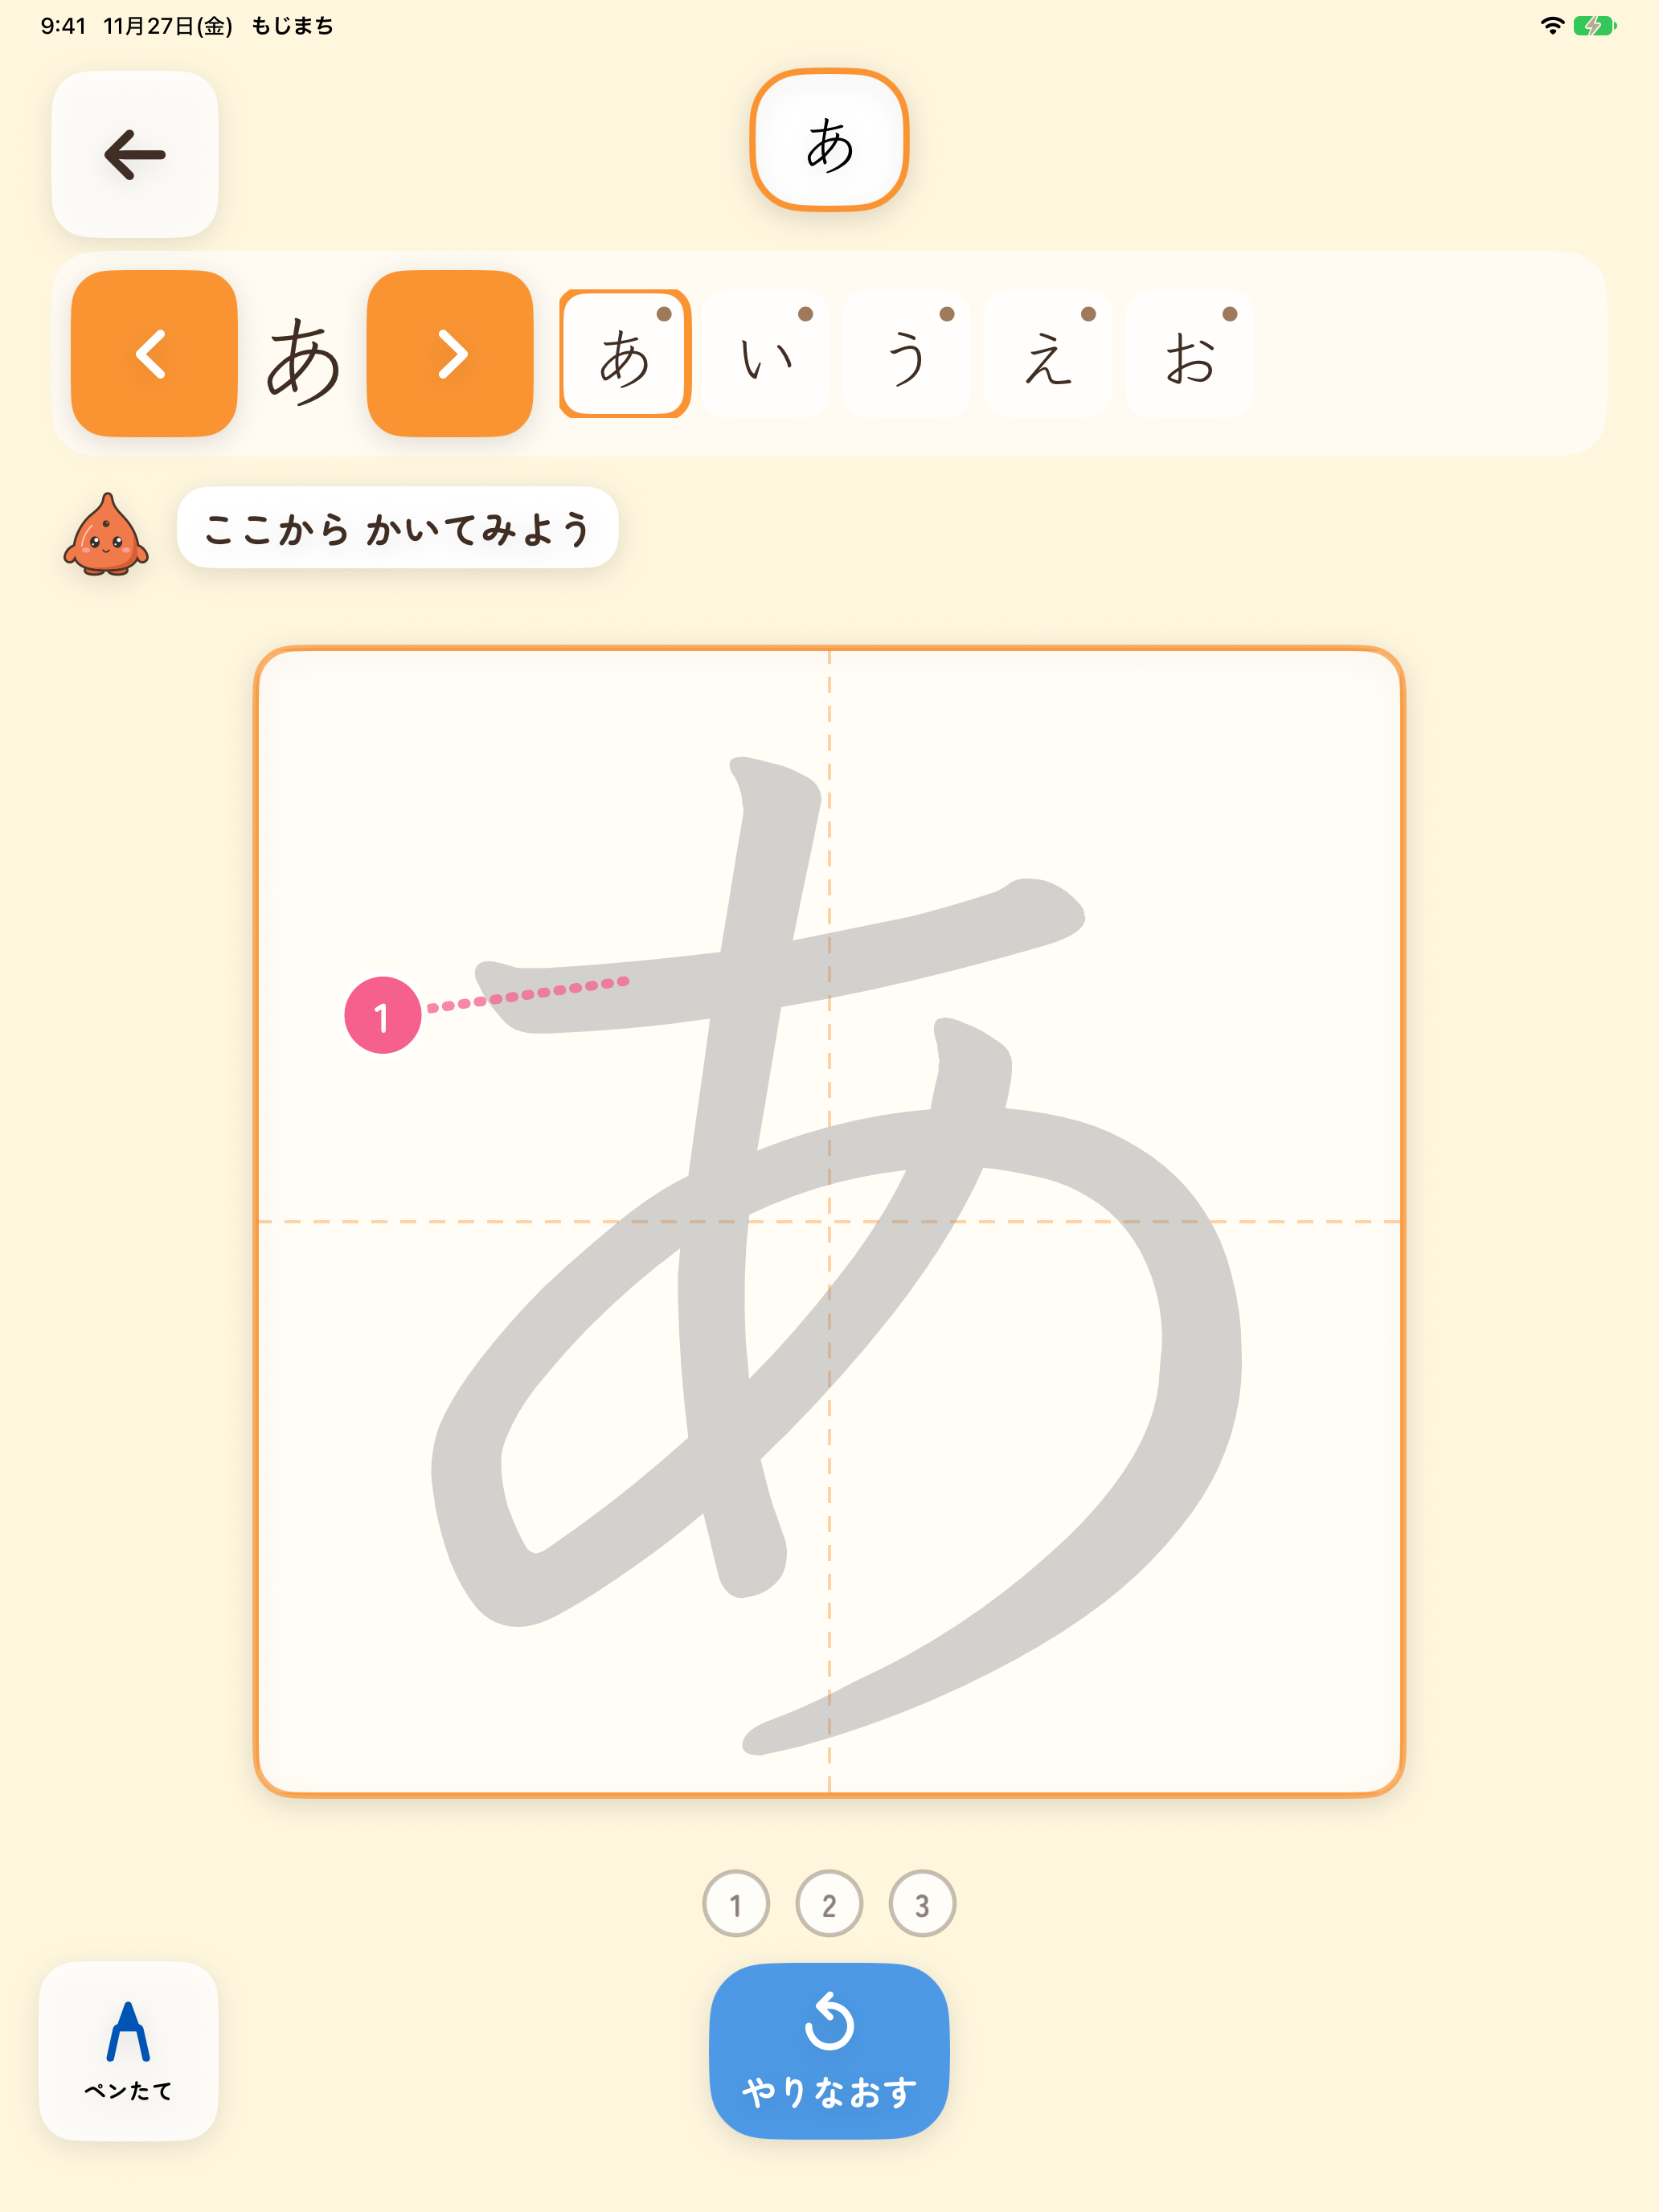 9:41 11月27日(金) もじまち
あ
あ あ い う え お
ここから かいてみよう
あ
1
1 2 3
ペンたて
やりなおす